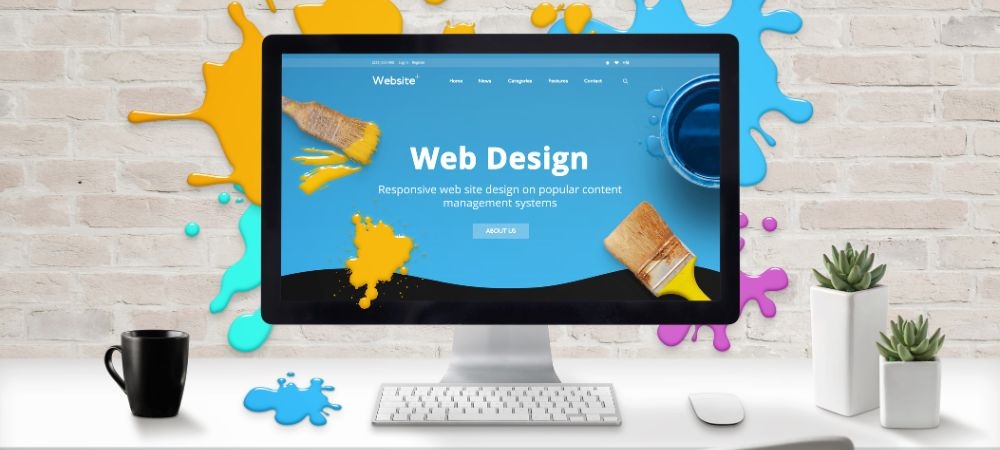 Log In Register
Website
Home News Categories Features Contact
Web Design
Responsive web site design on popular content
management systems
ABOUT US